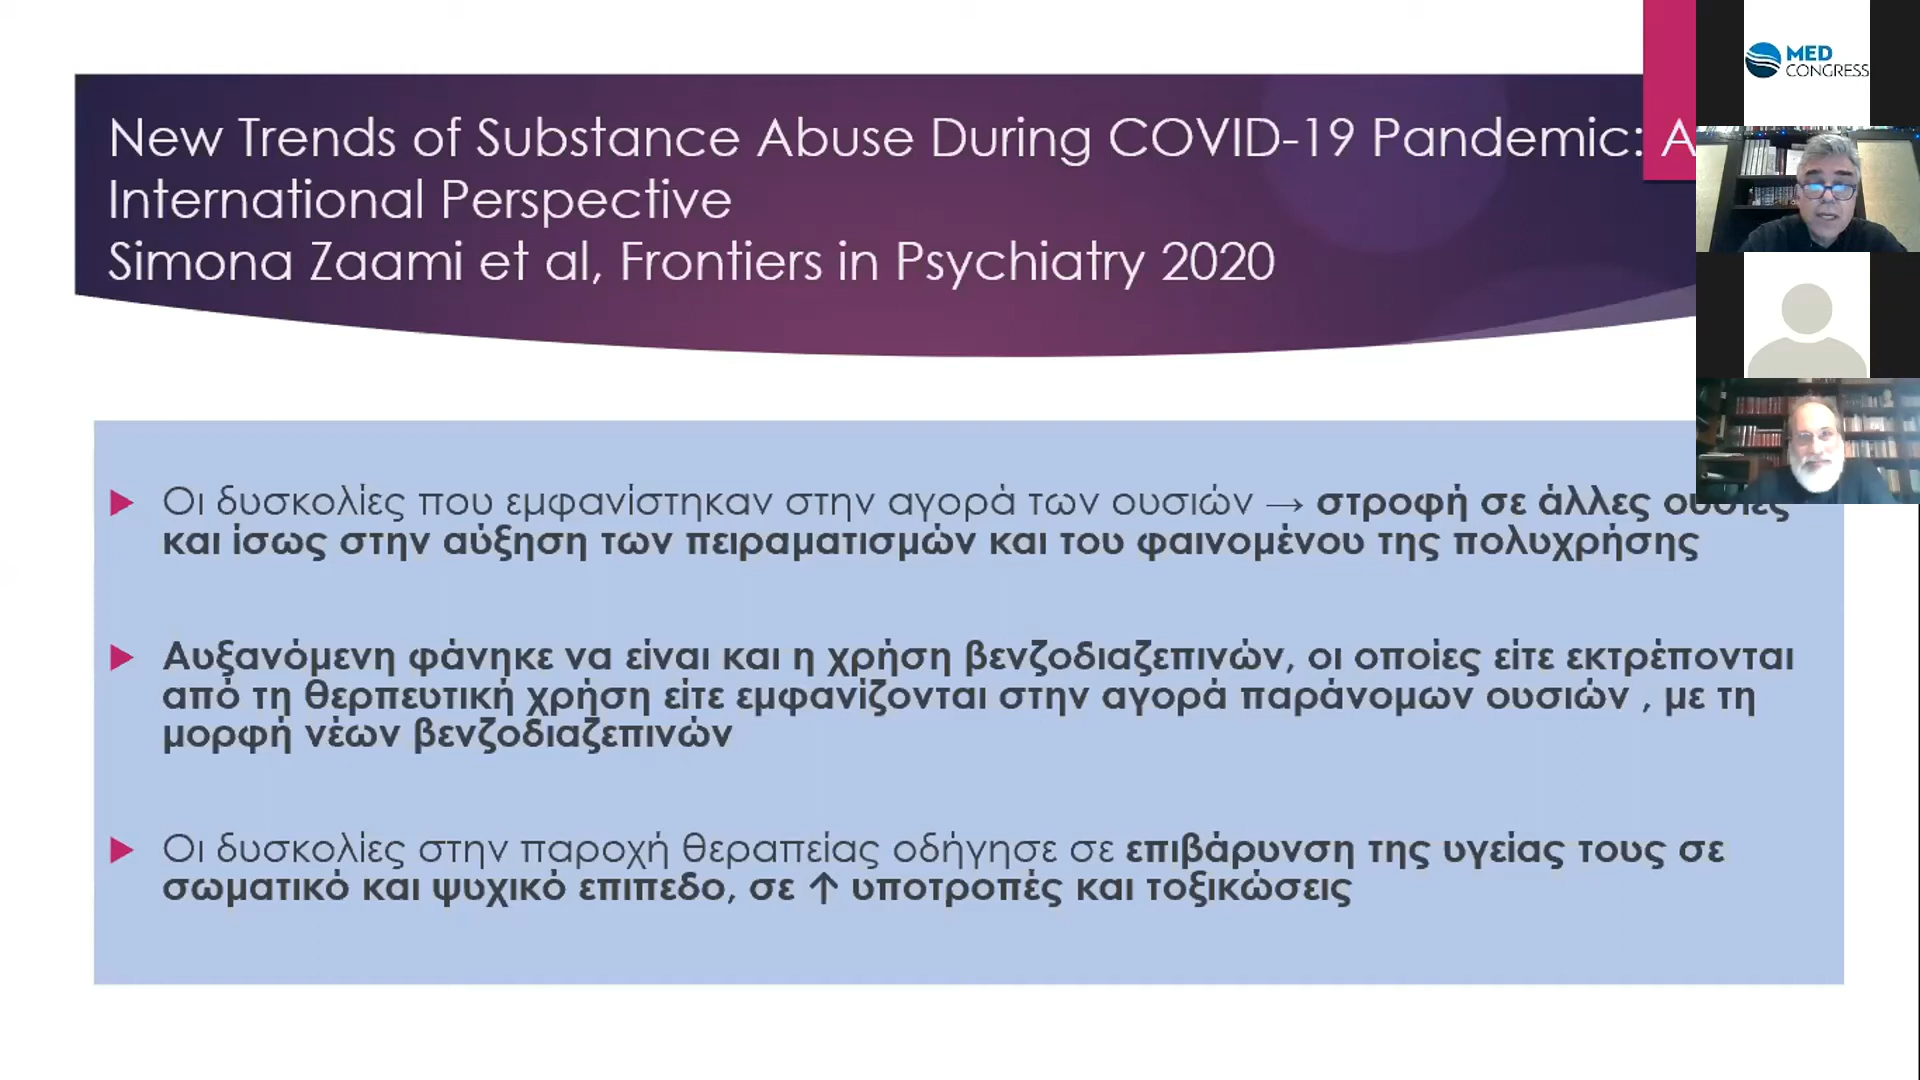 New Trends of Substance Abuse During COVID-19 Pandemic: A
International Perspective
Simona Zaami et al, Frontiers in Psychiatry 2020
MED
CONGRESS
Οι δυσκολίες που εμφανίστηκαν στην αγορά των ουσιών → στροφή σε άλλες ουσίες
και ίσως στην αύξηση των πειραματισμών και του φαινομένου της πολυχρήσης
Αυξανόμενη φάνηκε να είναι και η χρήση βενζοδιαζεπινών, οι οποίες είτε εκτρέπονται
από τη θερπευτική χρήση είτε εμφανίζονται στην αγορά παράνομων ουσιών , με τη
μορφή νέων βενζοδιαζεπινών
Οι δυσκολίες στην παροχή θεραπείας οδήγησε σε επιβάρυνση της υγείας τους σε
σωματικό και ψυχικό επιπεδο, σε ↑ υποτροπές και τοξικώσεις